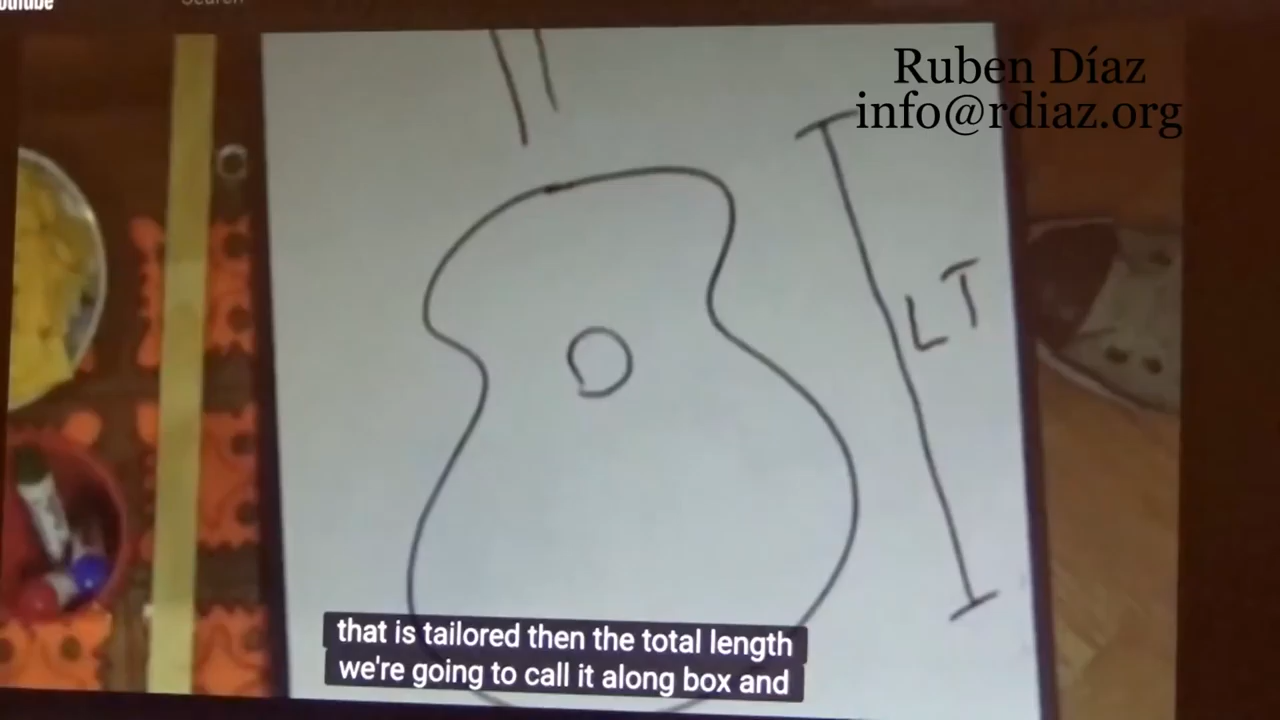 Search
Ruben Díaz
info@rdiaz.org
LT
that is tailored then the total length
we're going to call it along box and